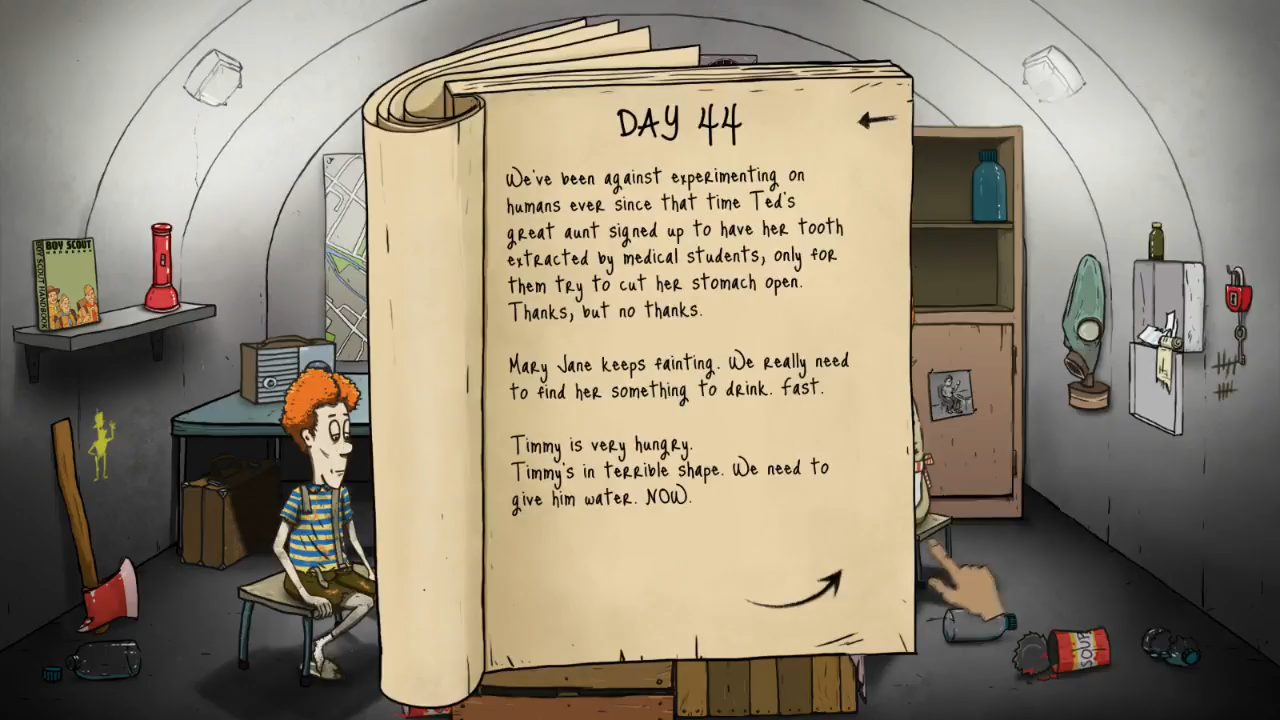 DAY 44
We've been against experimenting on
humans ever since that time Ted's
great aunt signed up to have her tooth
extracted by medical students, only for
them try to cut her stomach open.
Thanks, but no thanks.
Mary Jane keeps fainting. We really need
to find her something to drink. fast.
Timmy is very hungry.
Timmy's in terrible shape. We need to
give him water. NOW.
BOY SCOUT
BOY SCOUT HANDBOOK
SOUP